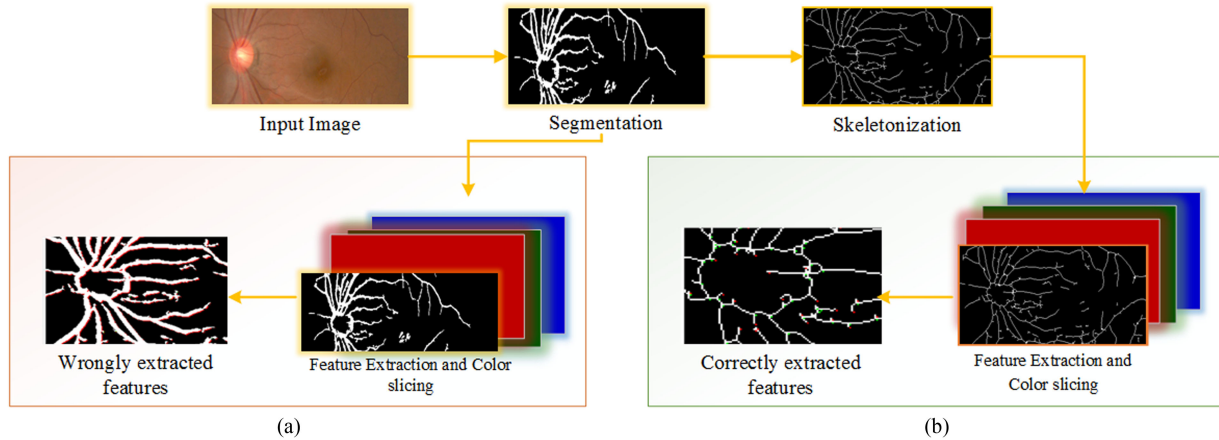 Input Image
Segmentation
Skeletonization
Wrongly extracted
features
Feature Extraction and Color
slicing
Correctly extracted
features
Feature Extraction and
Color slicing
(a)
(b)